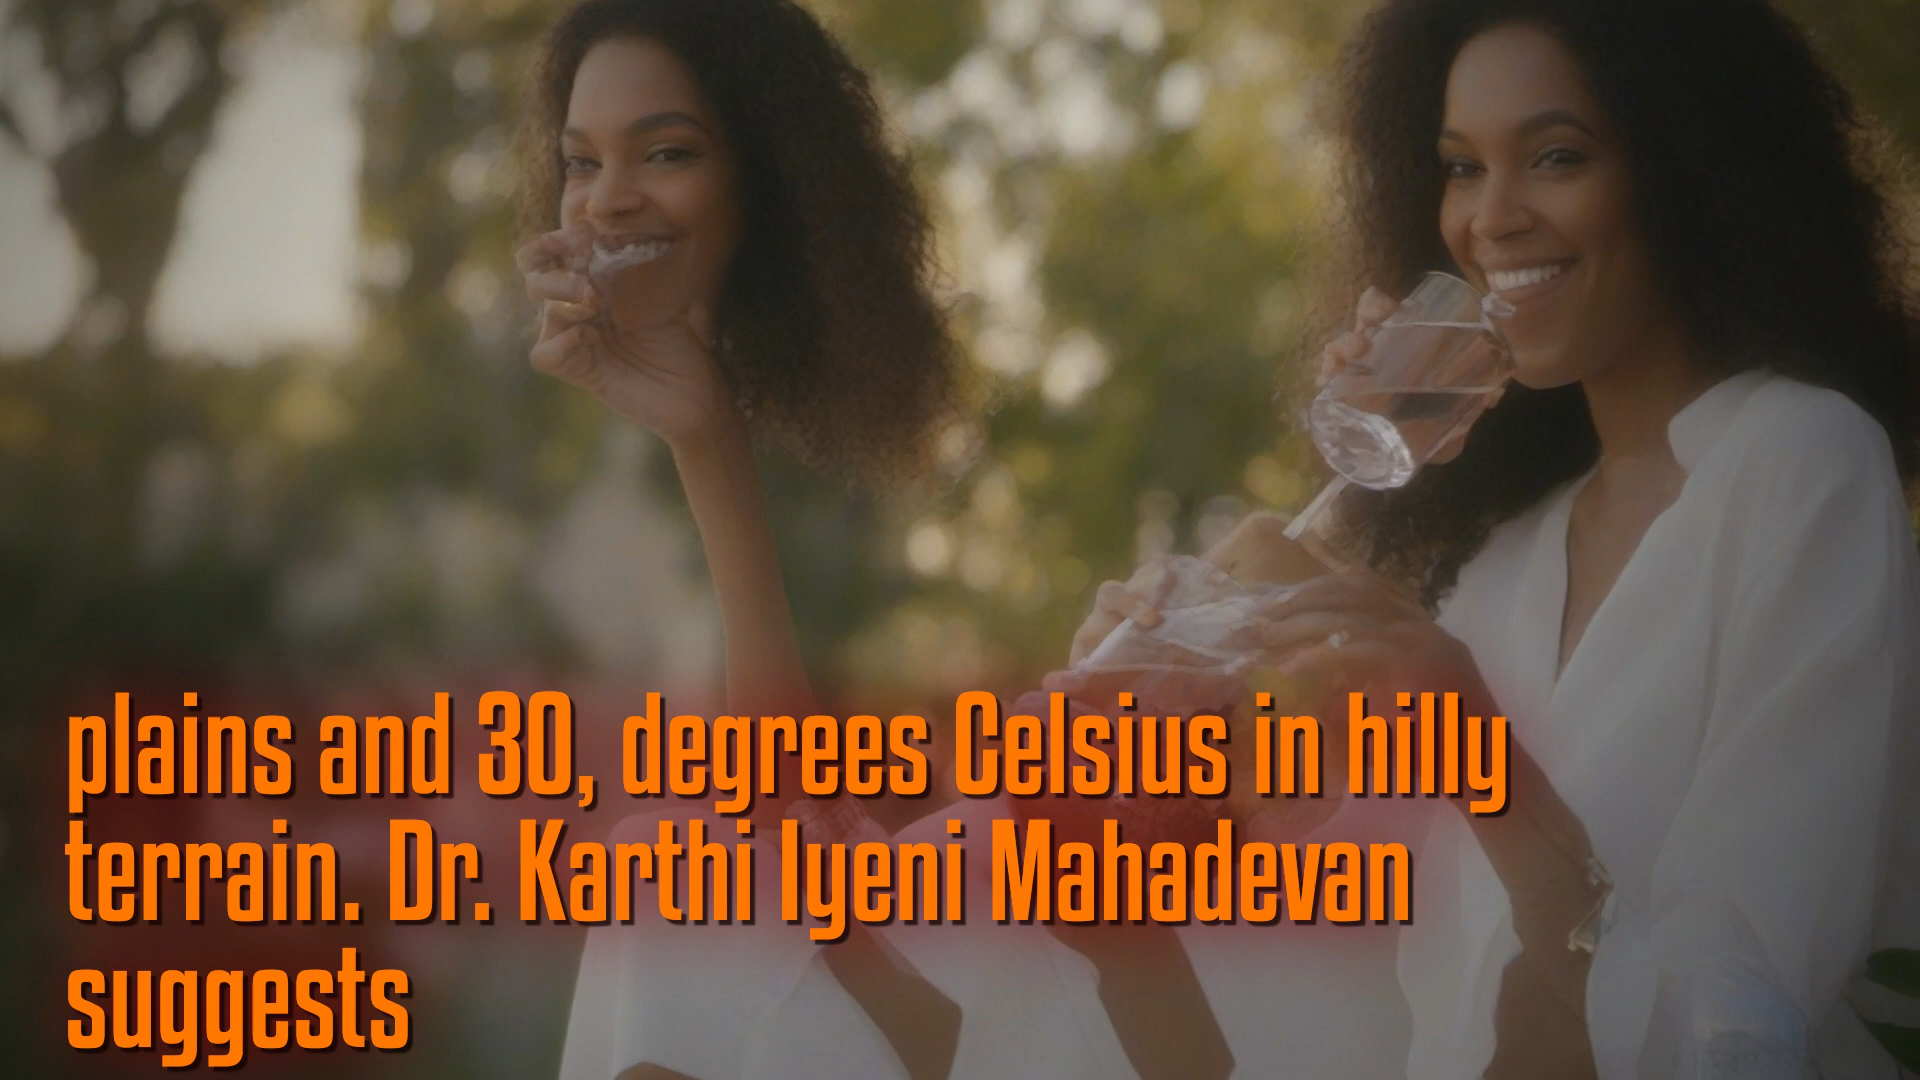 plains and 30, degrees Celsius in hilly
terrain. Dr. Karthi Iyeni Mahadevan
suggests